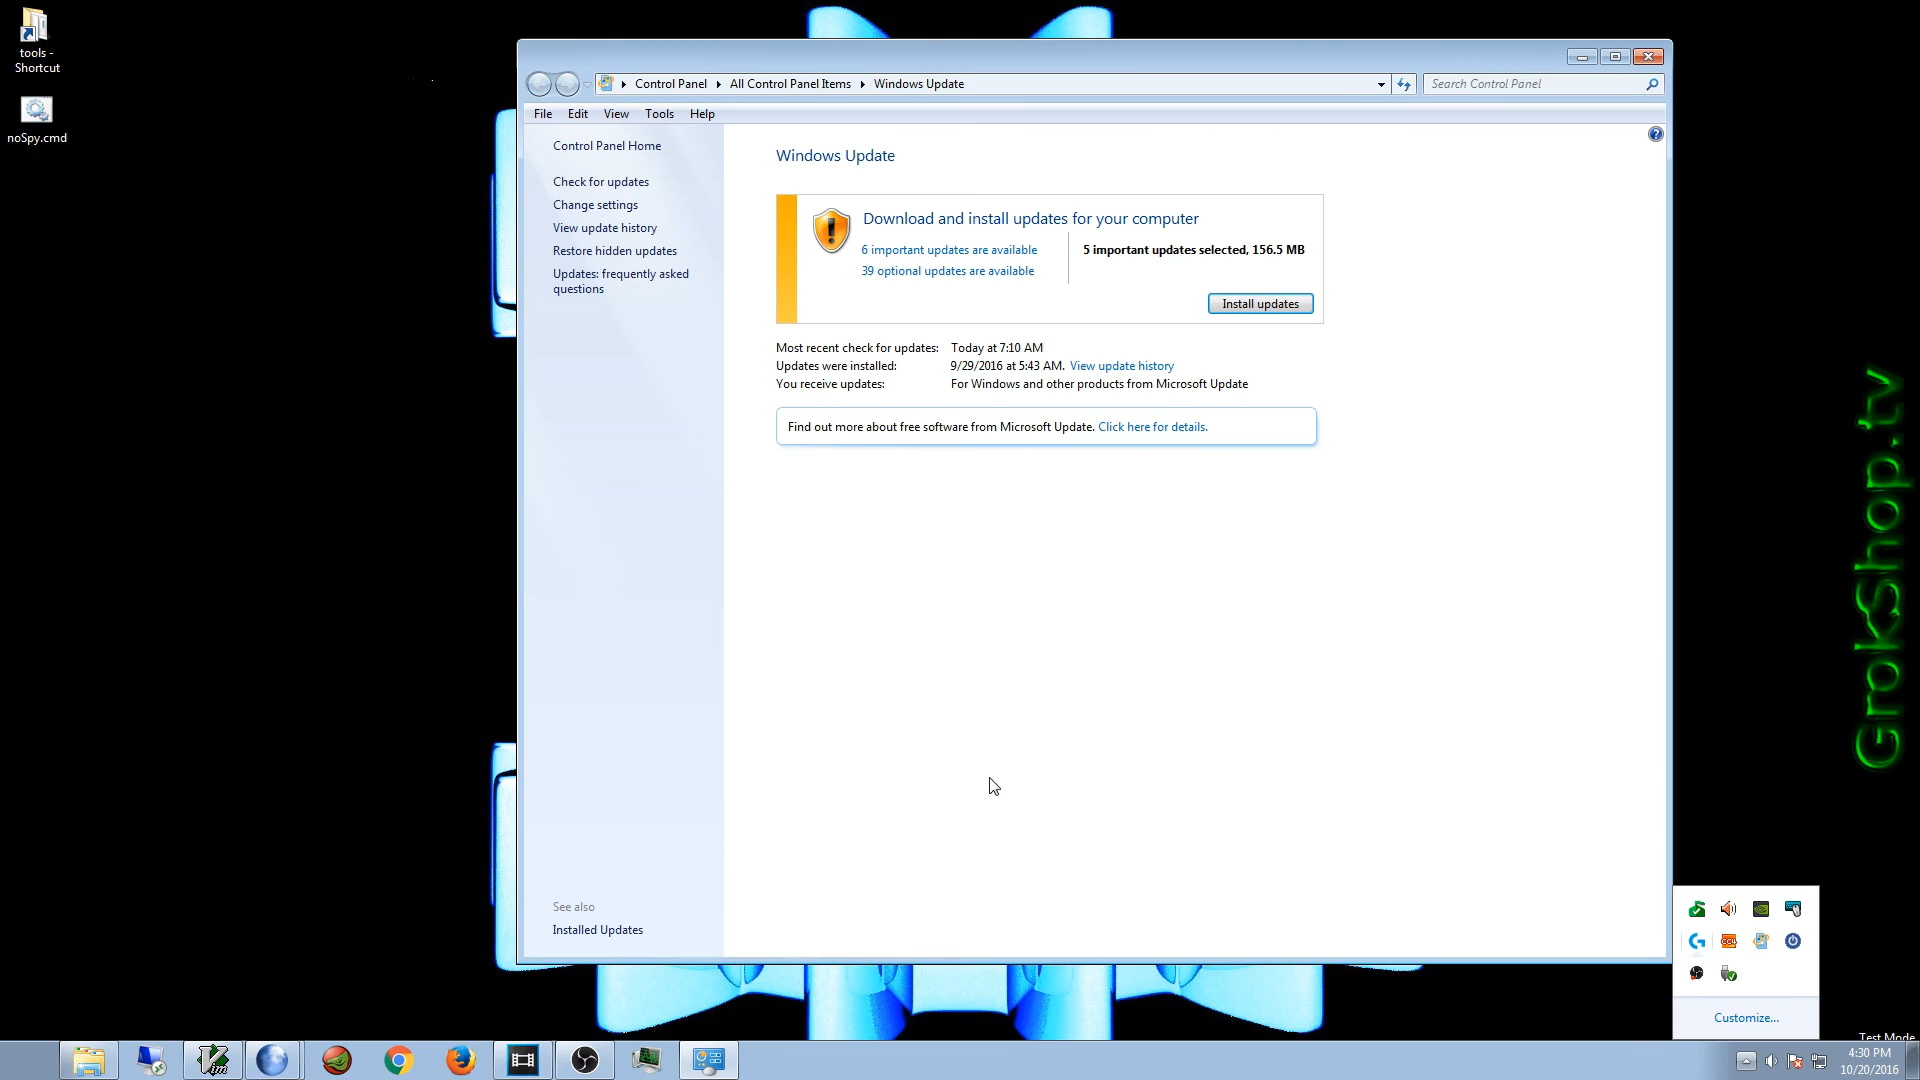 tools -
Shortcut
noSpy.cmd
Control Panel
All Control Panel Items
Windows Update
Search Control Panel
File
Edit
View
Tools
Help
Control Panel Home
Check for updates
Change settings
View update history
Restore hidden updates
Updates: frequently asked
questions
See also
Installed Updates
Windows Update
Download and install updates for your computer
6 important updates are available
39 optional updates are available
5 important updates selected, 156.5 MB
Install updates
Most recent check for updates: Today at 7:10 AM
Updates were installed: 9/29/2016 at 5:43 AM. View update history
You receive updates: For Windows and other products from Microsoft Update
Find out more about free software from Microsoft Update. Click here for details.
GrokShop.tv
CC4
Customize...
Test Mode
Vim
4:30 PM
10/20/2016